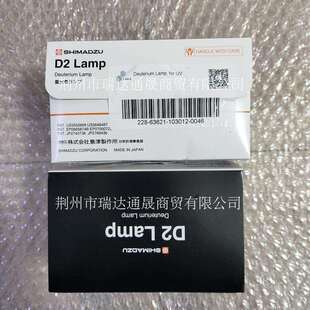 SHIMADZU
HANDLE WITH CARE
D2 Lamp
Deuterium Lamp
重水素ランプ
Deuterium Lamp, for UV
228-63621-103012-0046
荆州市瑞达通晟商贸有限公司
株式会社島津製作所
SHIMADZU CORPORATION MADE IN JAPAN
荆州市瑞达通晟商贸有限公司
Deuterium Lamp
D2 Lamp
SHIMADZU